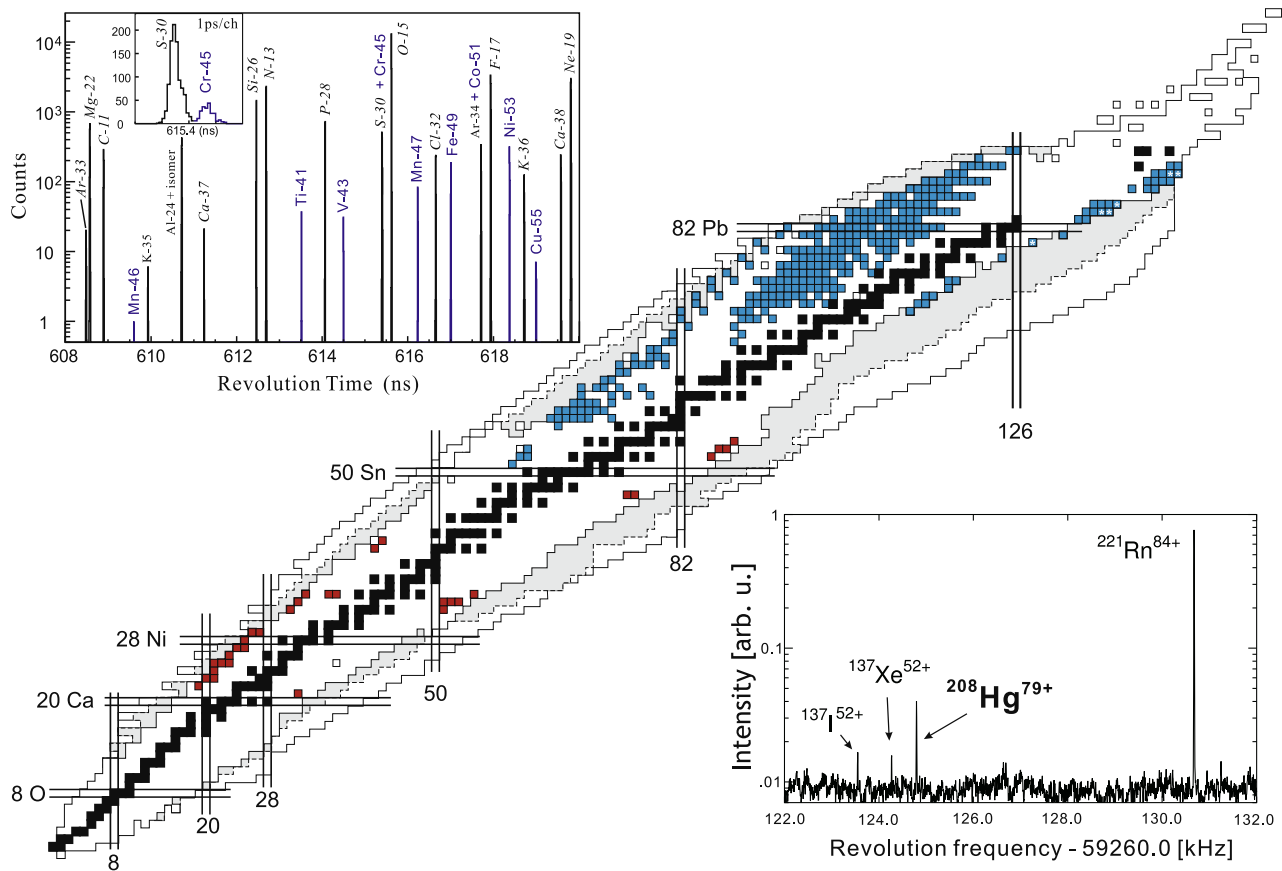 10⁴
10³
10²
10
1
Counts
608
610
612
614
616
618
Revolution Time (ns)
Ar-33
Mg-22
C-11
Mn-46
K-35
Al-24 + isomer
Ca-37
Si-26
N-13
Ti-41
P-28
V-43
S-30 + Cr-45
O-15
Mn-47
Cl-32
Fe-49
Ar-34 + Co-51
F-17
Ni-53
K-36
Cu-55
Ca-38
Ne-19
200
150
100
50
0
1ps/ch
S-30
Cr-45
615.4 (ns)
82 Pb
126
50 Sn
82
28 Ni
50
20 Ca
28
20
8 O
8
Intensity [arb. u.]
1
0.1
.01
²²¹Rn⁸⁴⁺
¹³⁷Xe⁵²⁺
²⁰⁸Hg⁷⁹⁺
¹³⁷I⁵²⁺
122.0
124.0
126.0
128.0
130.0
132.0
Revolution frequency - 59260.0 [kHz]